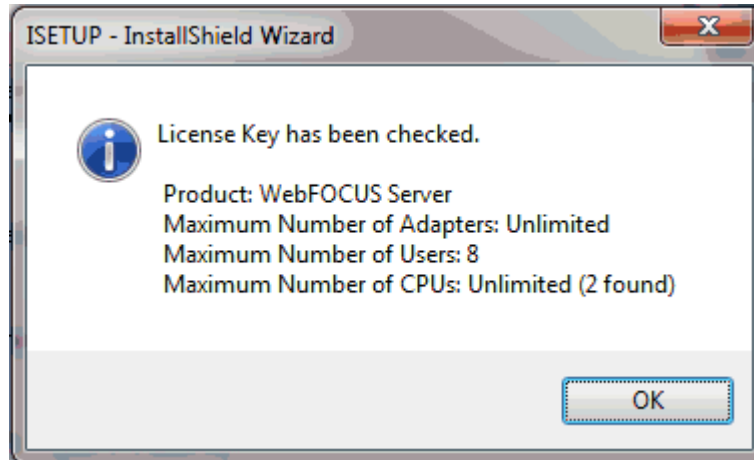 ISETUP - InstallShield Wizard
License Key has been checked.
Product: WebFOCUS Server
Maximum Number of Adapters: Unlimited
Maximum Number of Users: 8
Maximum Number of CPUs: Unlimited (2 found)
OK